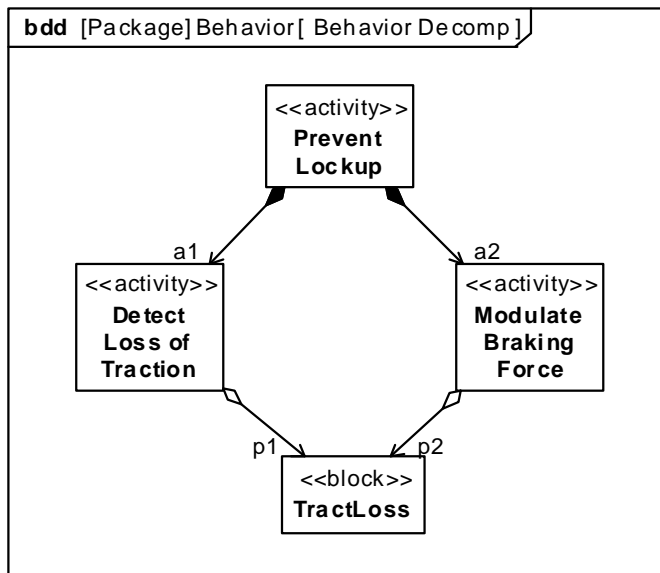 bdd [Package] Behavior [ Behavior Decomp ]
<<activity>>
Prevent
Lockup
a1
a2
<<activity>>
Detect
Loss of
Traction
<<activity>>
Modulate
Braking
Force
p1
p2
<<block>>
TractLoss